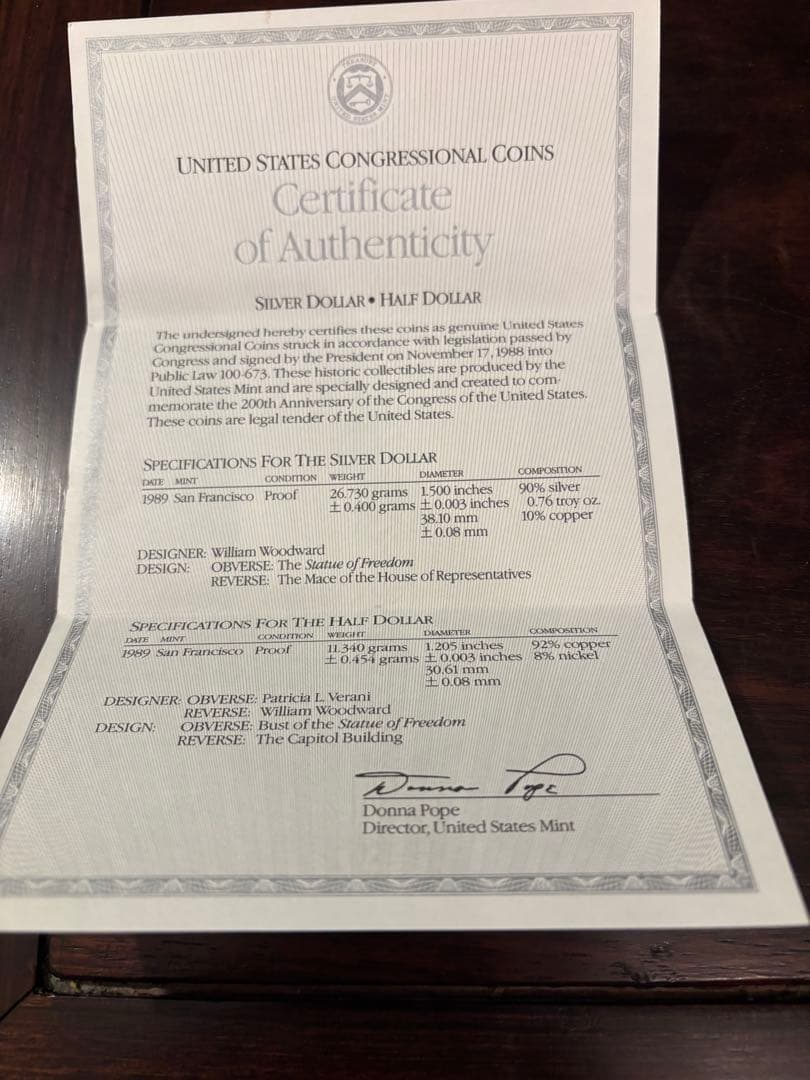 UNITED STATES CONGRESSIONAL COINS
Certificate
of Authenticity
SILVER DOLLAR • HALF DOLLAR
The undersigned hereby certifies these coins as genuine United States
Congressional Coins struck in accordance with legislation passed by
Congress and signed by the President on November 17, 1988 into
Public Law 100-673. These historic collectibles are produced by the
United States Mint and are specially designed and created to com-
memorate the 200th Anniversary of the Congress of the United States.
These coins are legal tender of the United States.
SPECIFICATIONS FOR THE SILVER DOLLAR
DATE MINT CONDITION WEIGHT DIAMETER COMPOSITION
1989 San Francisco Proof 26.730 grams 1.500 inches 90% silver
± 0.400 grams ± 0.003 inches 0.76 troy oz.
38.10 mm 10% copper
± 0.08 mm
DESIGNER: William Woodward
DESIGN: OBVERSE: The Statue of Freedom
REVERSE: The Mace of the House of Representatives
SPECIFICATIONS FOR THE HALF DOLLAR
DATE MINT CONDITION WEIGHT DIAMETER COMPOSITION
1989 San Francisco Proof 11.340 grams 1.205 inches 92% copper
± 0.454 grams ± 0.003 inches 8% nickel
30.61 mm
± 0.08 mm
DESIGNER: OBVERSE: Patricia L. Verani
REVERSE: William Woodward
DESIGN: OBVERSE: Bust of the Statue of Freedom
REVERSE: The Capitol Building
Donna Pope
Donna Pope
Director, United States Mint